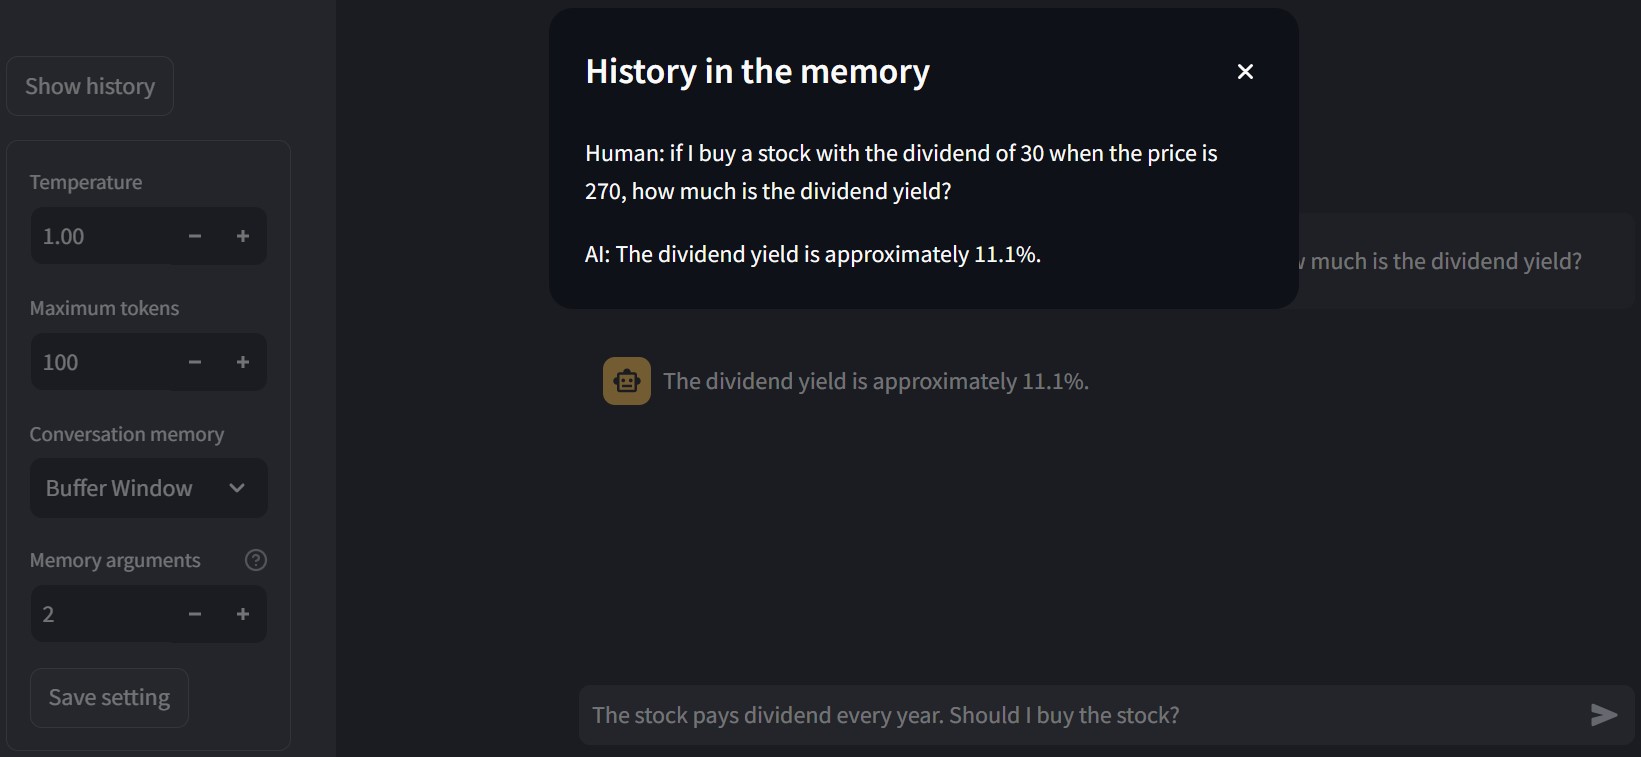 Show history
Temperature
1.00
Maximum tokens
100
Conversation memory
Buffer Window
Memory arguments
2
Save setting
History in the memory
Human: if I buy a stock with the dividend of 30 when the price is
270, how much is the dividend yield?
AI: The dividend yield is approximately 11.1%.
much is the dividend yield?
The dividend yield is approximately 11.1%.
The stock pays dividend every year. Should I buy the stock?